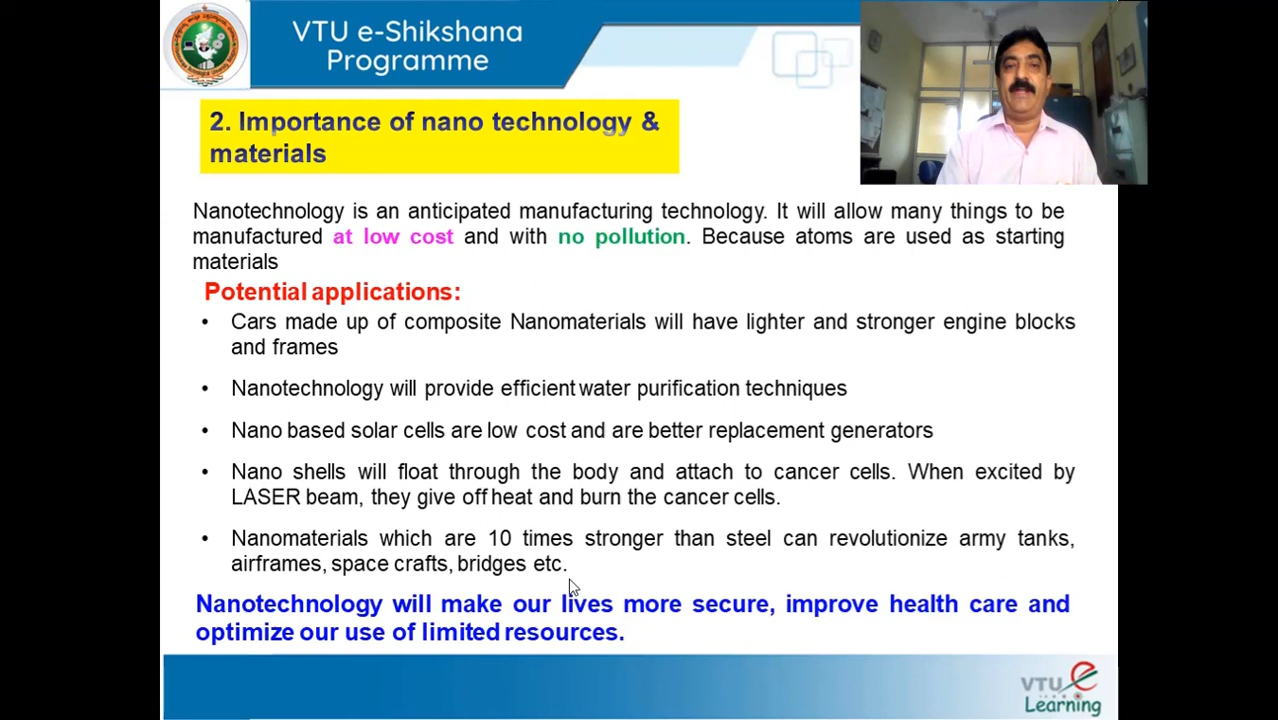 VTU e-Shikshana
Programme
2. Importance of nano technology &
materials
Nanotechnology is an anticipated manufacturing technology. It will allow many things to be
manufactured at low cost and with no pollution. Because atoms are used as starting
materials
Potential applications:
• Cars made up of composite Nanomaterials will have lighter and stronger engine blocks
and frames
• Nanotechnology will provide efficient water purification techniques
• Nano based solar cells are low cost and are better replacement generators
• Nano shells will float through the body and attach to cancer cells. When excited by
LASER beam, they give off heat and burn the cancer cells.
• Nanomaterials which are 10 times stronger than steel can revolutionize army tanks,
airframes, space crafts, bridges etc.
Nanotechnology will make our lives more secure, improve health care and
optimize our use of limited resources.
VTU e
Learning